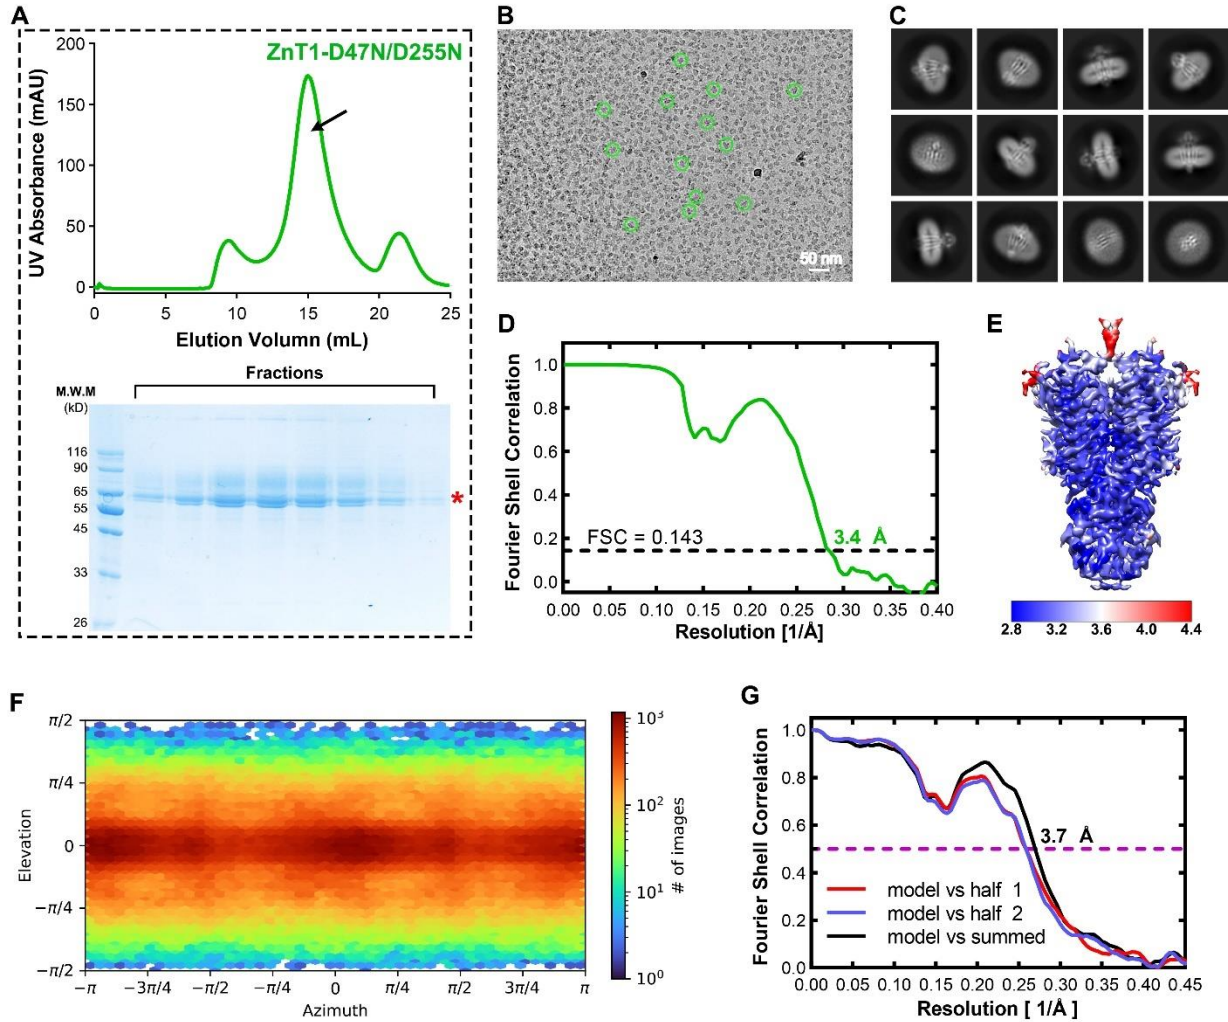 A
ZnT1-D47N/D255N
UV Absorbance (mAU)
200
150
100
50
0
0 5 10 15 20 25
Elution Volumn (mL)
Fractions
M.W.M
(kD)
116
90
65
55
45
33
26
*
B
50 nm
C
D
Fourier Shell Correlation
1.0
0.8
0.6
0.4
0.2
0.0
FSC = 0.143
3.4 Å
0.00 0.05 0.10 0.15 0.20 0.25 0.30 0.35 0.40
Resolution [1/Å]
E
2.8 3.2 3.6 4.0 4.4
F
Elevation
π/2
π/4
0
−π/4
−π/2
−π −3π/4 −π/2 −π/4 0 π/4 π/2 3π/4 π
Azimuth
10³
10²
10¹
10⁰
# of images
G
Fourier Shell Correlation
1.0
0.8
0.6
0.4
0.2
0.0
3.7 Å
model vs half 1
model vs half 2
model vs summed
0.00 0.05 0.10 0.15 0.20 0.25 0.30 0.35 0.40 0.45
Resolution [ 1/Å ]